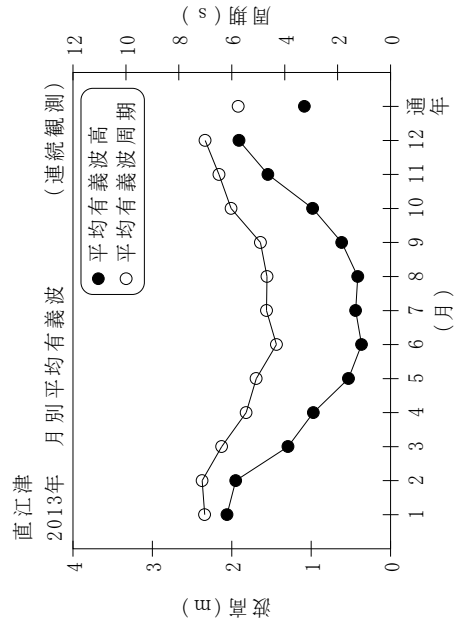 直江津
2013年 月別平均有義波 (連続観測)
平均有義波高
平均有義波周期
波高(m)
4
3
2
1
0
周期(s)
12
10
8
6
4
2
0
1 2 3 4 5 6 7 8 9 10 11 12 通年
(月)